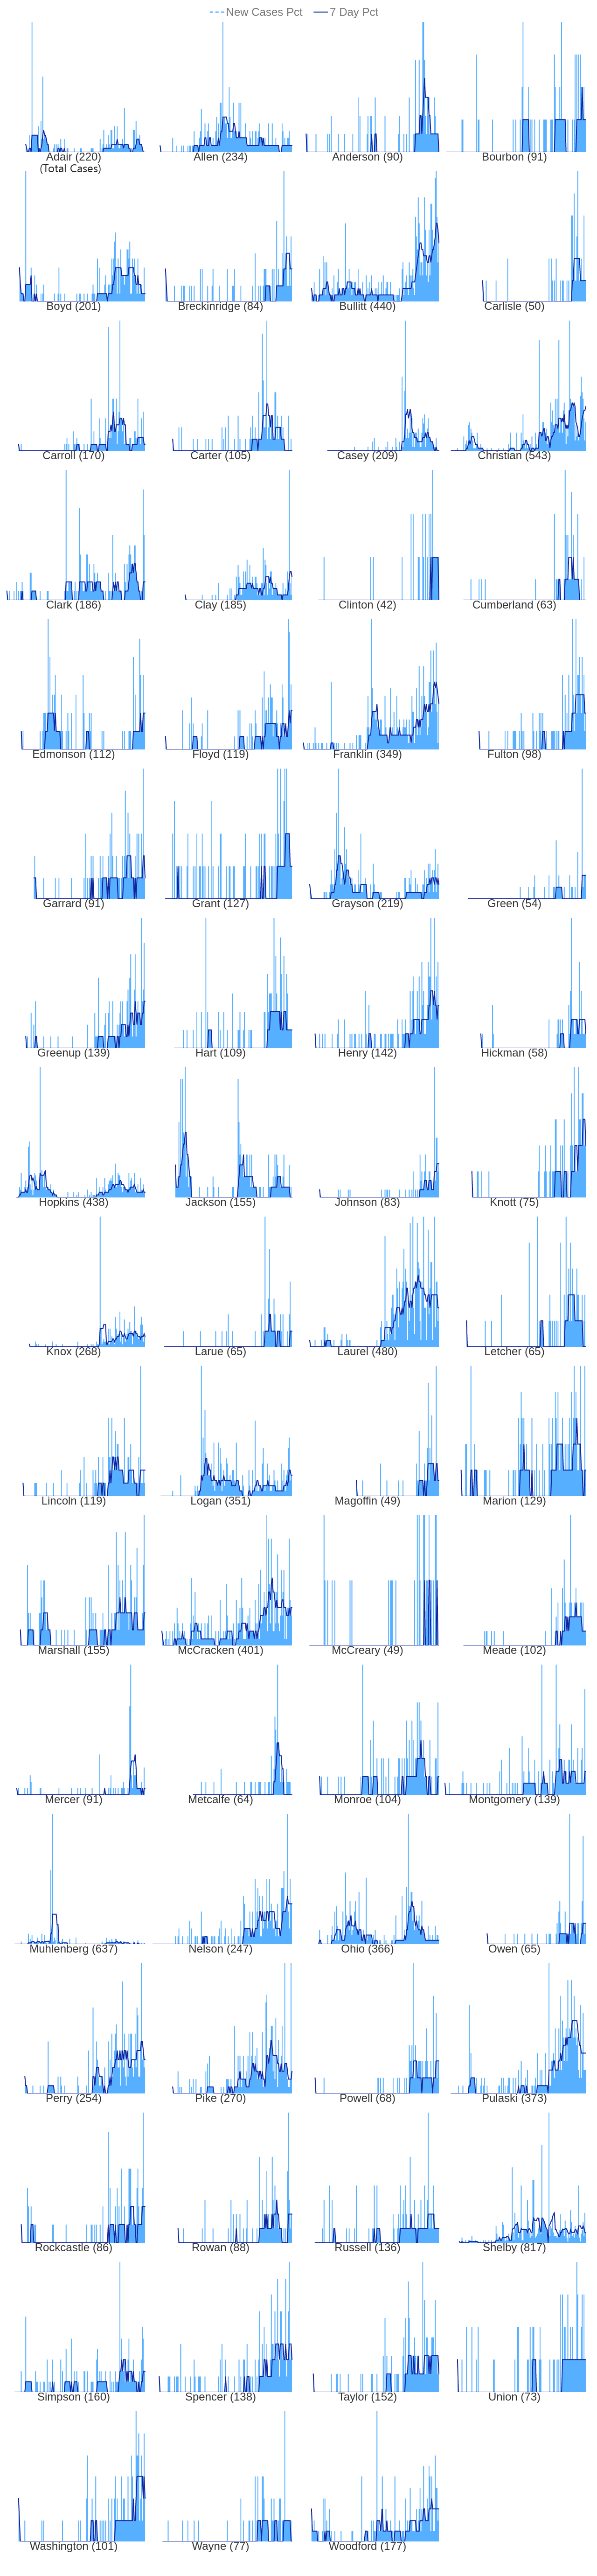 New Cases Pct 7 Day Pct
Adair (220) Allen (234) Anderson (90) Bourbon (91)
(Total Cases)
Boyd (201) Breckinridge (84) Bullitt (440) Carlisle (50)
Carroll (170) Carter (105) Casey (209) Christian (543)
Clark (186) Clay (185) Clinton (42) Cumberland (63)
Edmonson (112) Floyd (119) Franklin (349) Fulton (98)
Garrard (91) Grant (127) Grayson (219) Green (54)
Greenup (139) Hart (109) Henry (142) Hickman (58)
Hopkins (438) Jackson (155) Johnson (83) Knott (75)
Knox (268) Larue (65) Laurel (480) Letcher (65)
Lincoln (119) Logan (351) Magoffin (49) Marion (129)
Marshall (155) McCracken (401) McCreary (49) Meade (102)
Mercer (91) Metcalfe (64) Monroe (104) Montgomery (139)
Muhlenberg (637) Nelson (247) Ohio (366) Owen (65)
Perry (254) Pike (270) Powell (68) Pulaski (373)
Rockcastle (86) Rowan (88) Russell (136) Shelby (817)
Simpson (160) Spencer (138) Taylor (152) Union (73)
Washington (101) Wayne (77) Woodford (177)